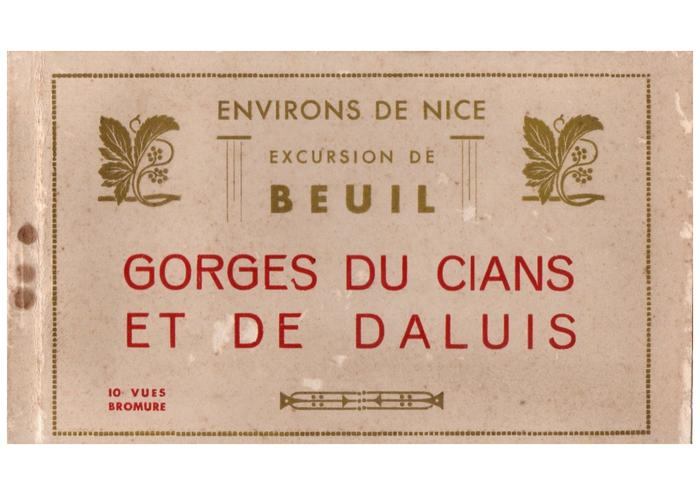 ENVIRONS DE NICE
EXCURSION DE
BEUIL
GORGES DU CIANS
ET DE DALUIS
10 VUES
BROMURE